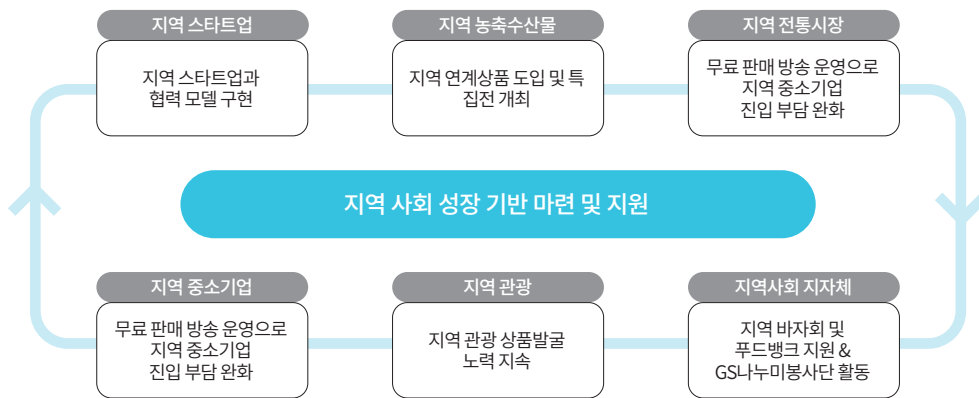 지역 스타트업
지역 스타트업과
협력 모델 구현
지역 농축수산물
지역 연계상품 도입 및 특
집전 개최
지역 전통시장
무료 판매 방송 운영으로
지역 중소기업
진입 부담 완화
지역 사회 성장 기반 마련 및 지원
지역 중소기업
무료 판매 방송 운영으로
지역 중소기업
진입 부담 완화
지역 관광
지역 관광 상품발굴
노력 지속
지역사회 지자체
지역 바자회 및
푸드뱅크 지원 &
GS나누미봉사단 활동